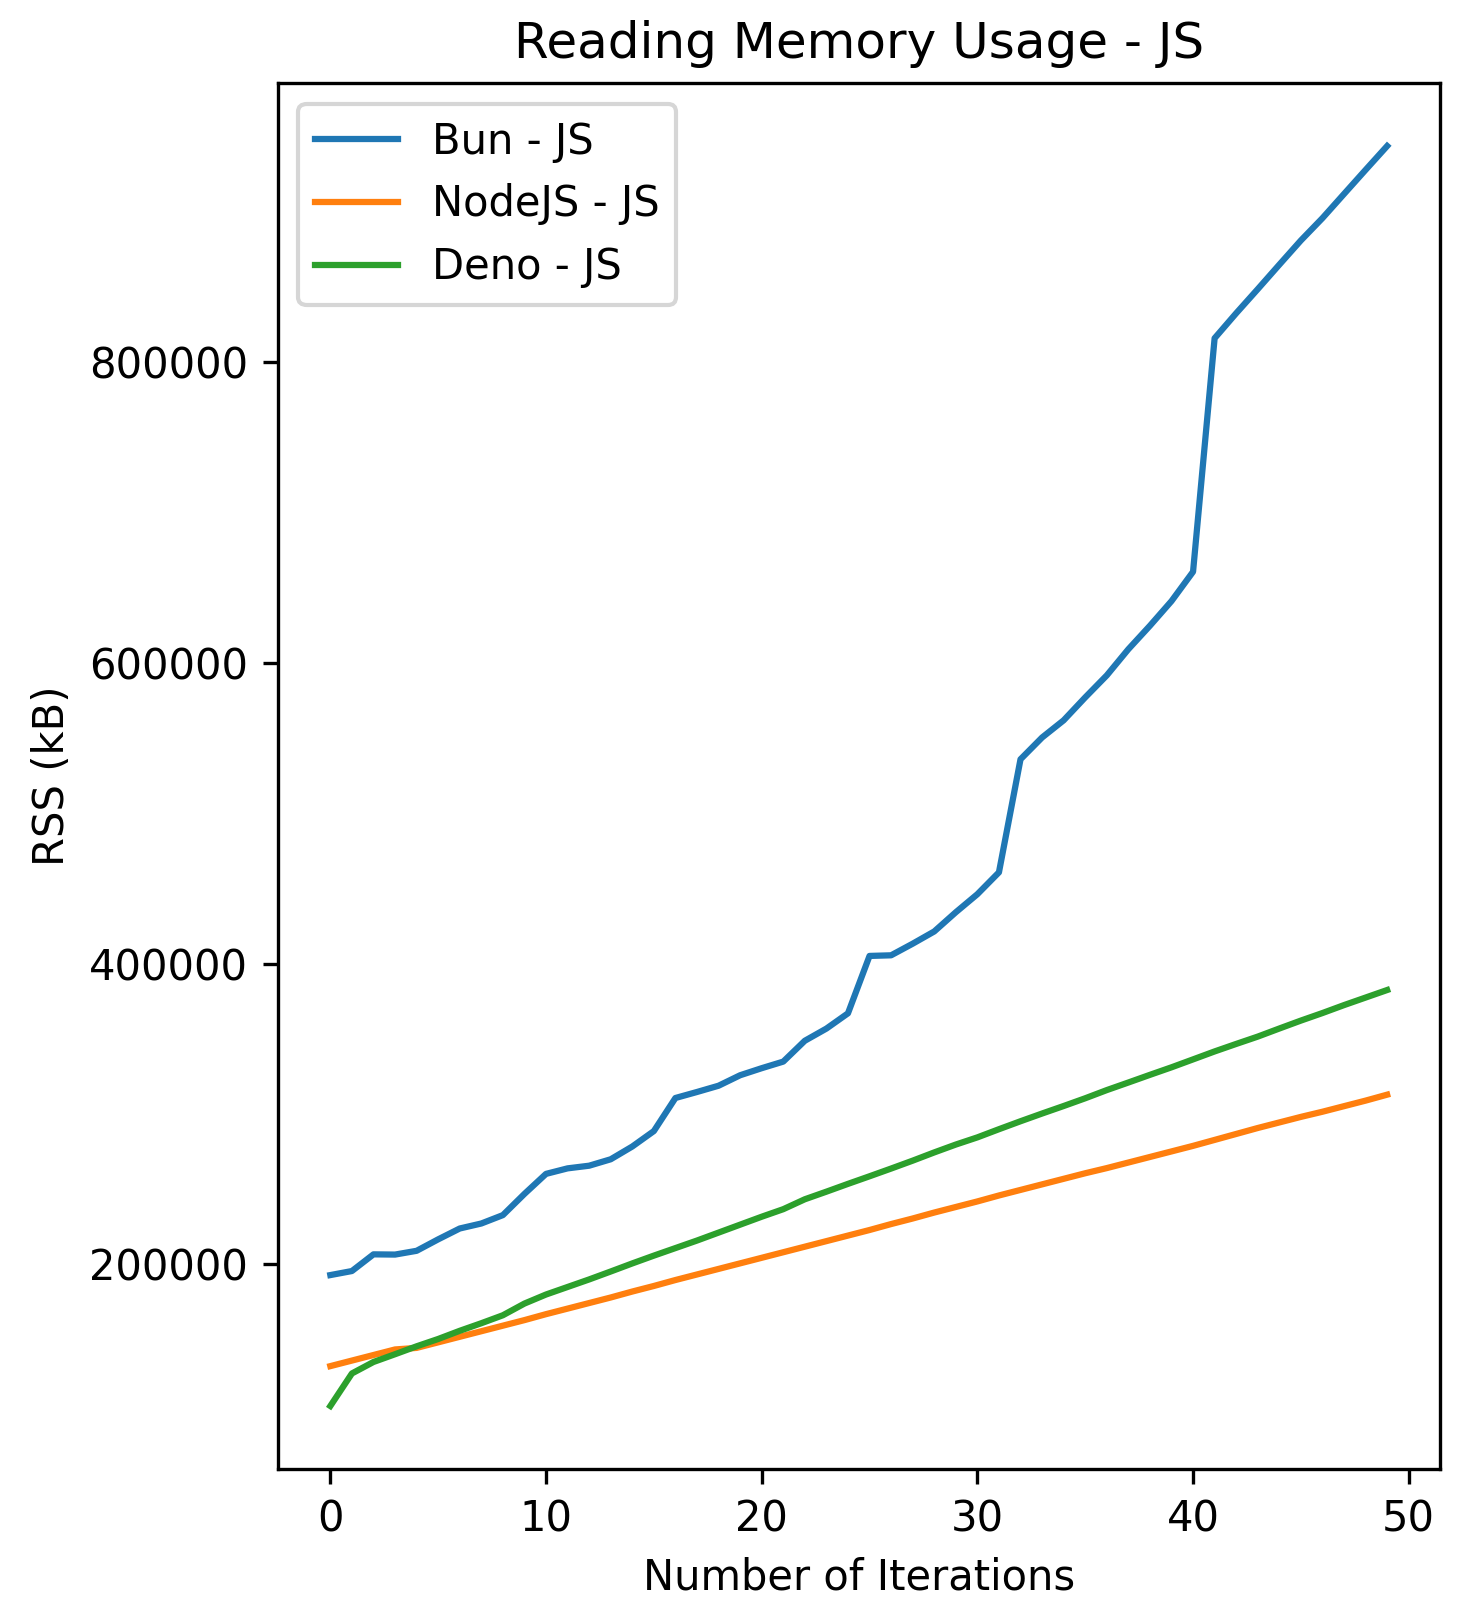 Reading Memory Usage - JS
Bun - JS
NodeJS - JS
Deno - JS
800000
600000
400000
200000
RSS (kB)
0 10 20 30 40 50
Number of Iterations